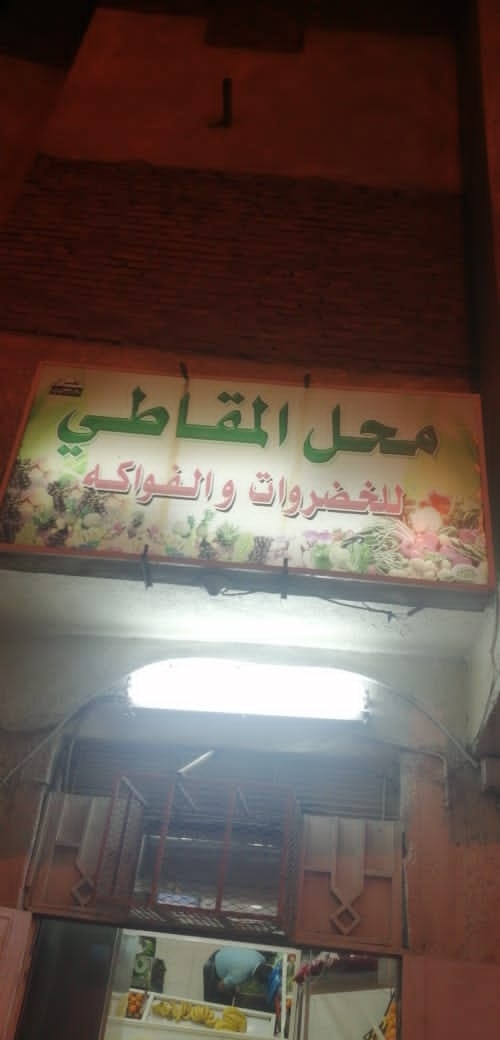 محل المقاطي
للخضروات والفواكه